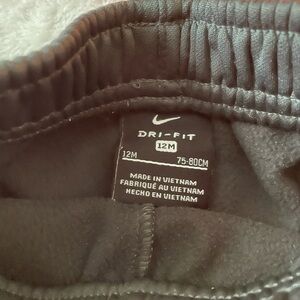 DRI-FIT
12M
12M 75-80CM
MADE IN VIETNAM
FABRIQUÉ AU VIETNAM
HECHO EN VIETNAM